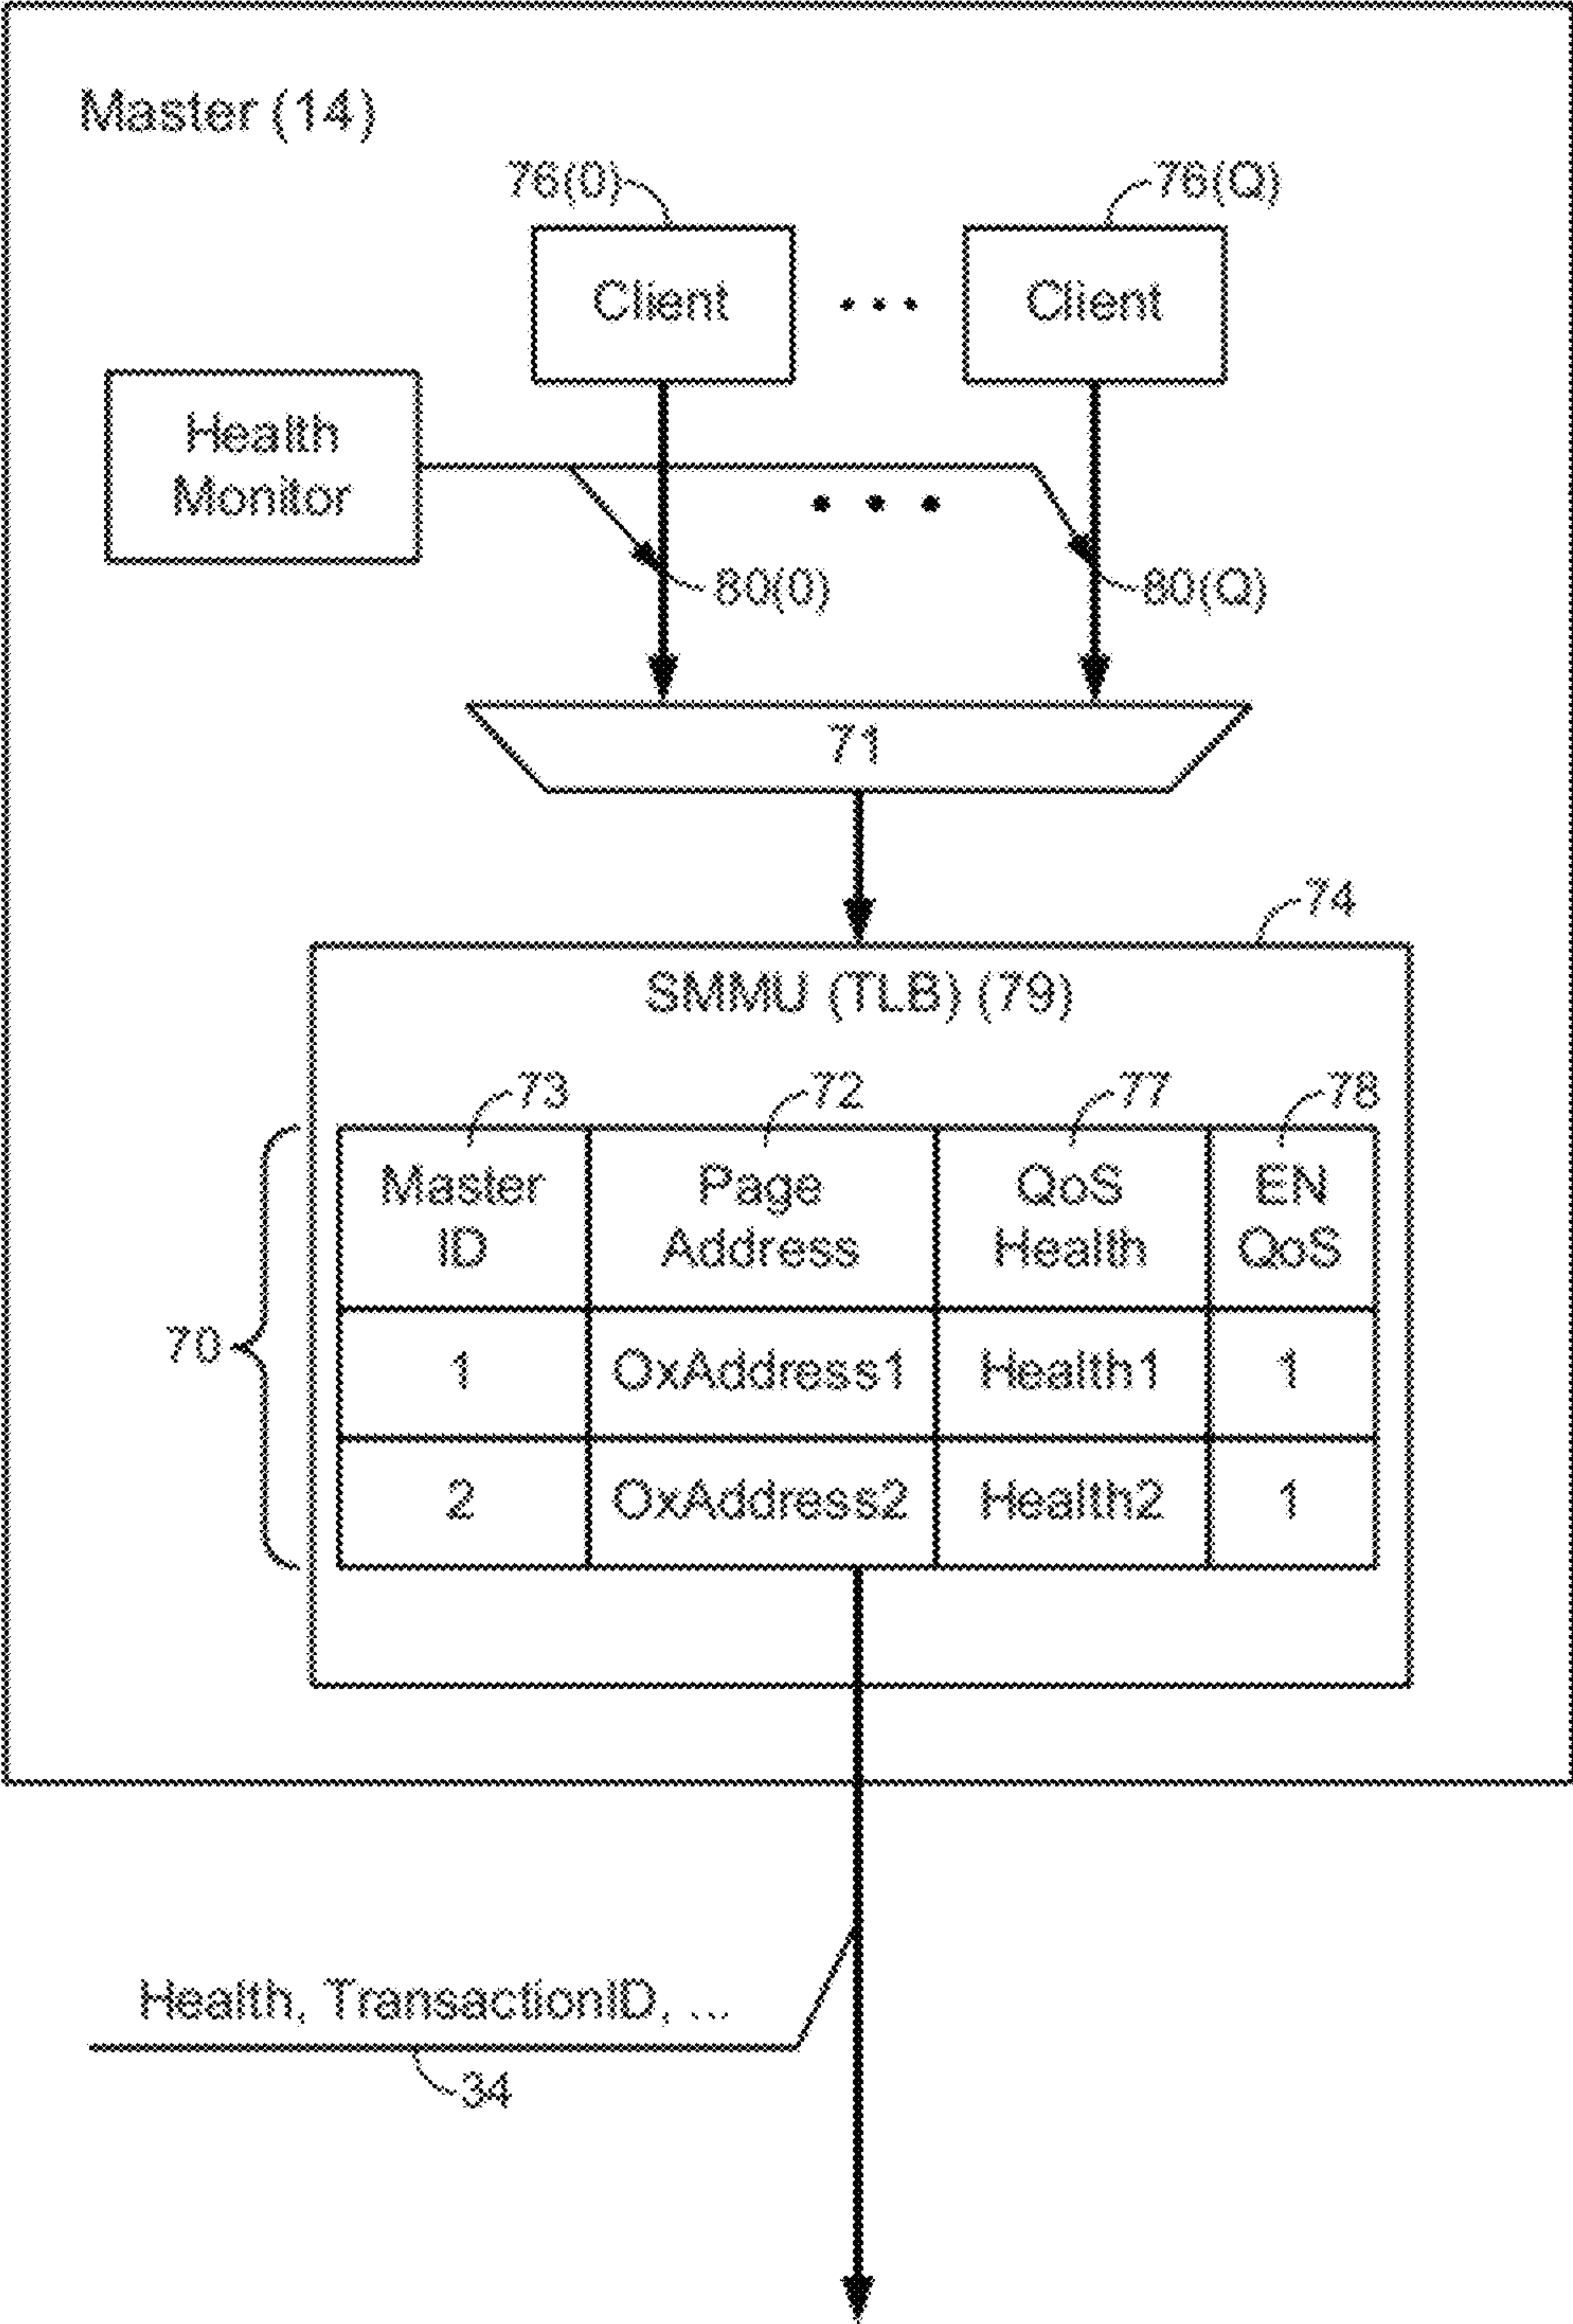 Master (14)
76(0)
76(Q)
Client
...
Client
Health
Monitor
...
80(0)
80(Q)
71
74
SMMU (TLB) (79)
73
72
77
78
Master
ID
Page
Address
QoS
Health
EN
QoS
70
1
OxAddress1
Health1
1
2
OxAddress2
Health2
1
Health, TransactionID, ...
34